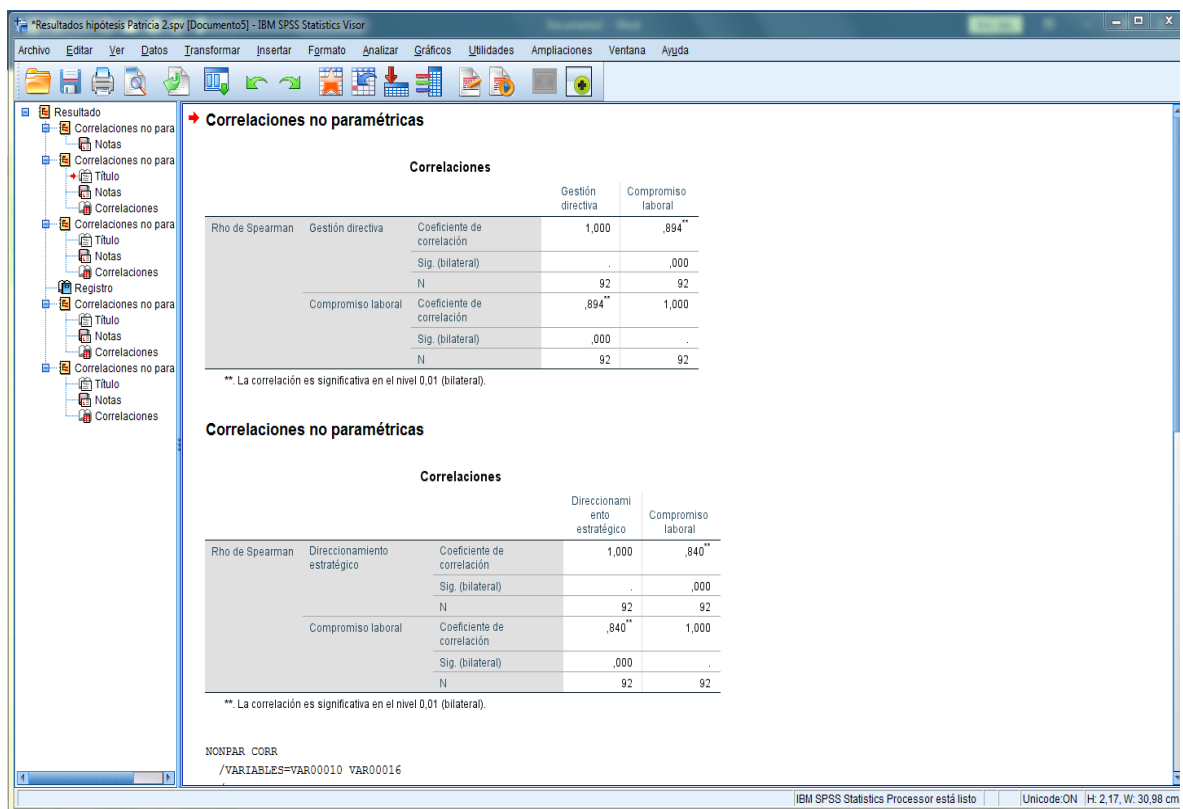 *Resultados hipótesis Patricia 2.spv [Documento5] - IBM SPSS Statistics Visor
Archivo Editar Ver Datos Transformar Insertar Formato Analizar Gráficos Utilidades Ampliaciones Ventana Ayuda
Resultado
Correlaciones no para
Notas
Correlaciones no para
Título
Notas
Correlaciones
Correlaciones no para
Título
Notas
Correlaciones
Registro
Correlaciones no para
Título
Notas
Correlaciones
Correlaciones no para
Título
Notas
Correlaciones
Correlaciones no paramétricas
Correlaciones
Gestión directiva Compromiso laboral
Rho de Spearman Gestión directiva Coeficiente de correlación 1,000 ,894**
Sig. (bilateral) . ,000
N 92 92
Compromiso laboral Coeficiente de correlación ,894** 1,000
Sig. (bilateral) ,000 .
N 92 92
**. La correlación es significativa en el nivel 0,01 (bilateral).
Correlaciones no paramétricas
Correlaciones
Direccionami ento estratégico Compromiso laboral
Rho de Spearman Direccionamiento estratégico Coeficiente de correlación 1,000 ,840**
Sig. (bilateral) . ,000
N 92 92
Compromiso laboral Coeficiente de correlación ,840** 1,000
Sig. (bilateral) ,000 .
N 92 92
**. La correlación es significativa en el nivel 0,01 (bilateral).
NONPAR CORR
/VARIABLES=VAR00010 VAR00016
IBM SPSS Statistics Processor está listo Unicode:ON H: 2,17, W: 30,98 cm